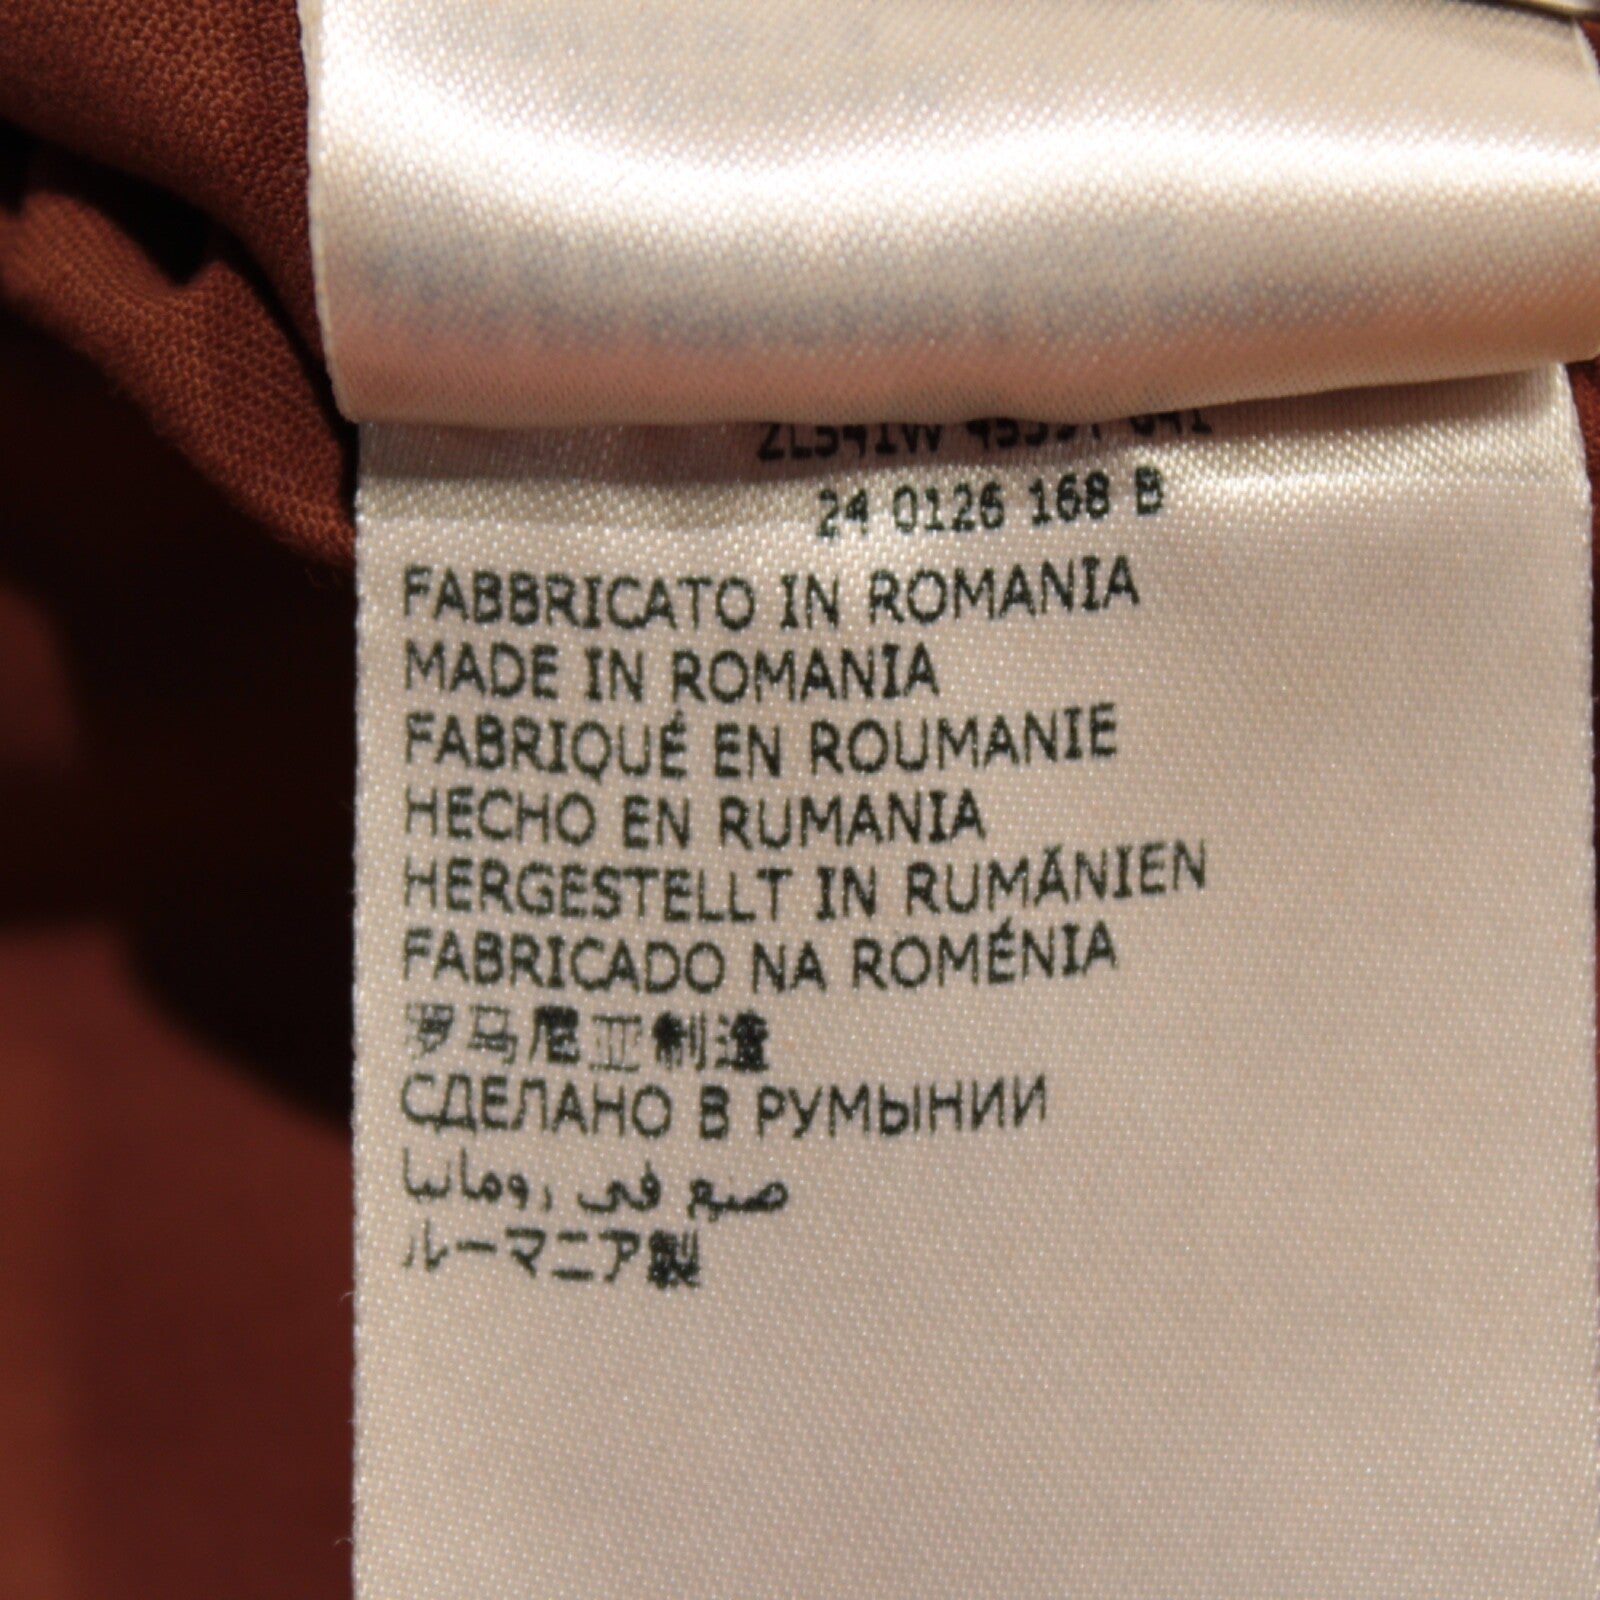 24 0126 168 B
FABBRICATO IN ROMANIA
MADE IN ROMANIA
FABRIQUÉ EN ROUMANIE
HECHO EN RUMANIA
HERGESTELLT IN RUMÄNIEN
FABRICADO NA ROMÉNIA
罗马尼亚制造
СДЕЛАНО В РУМЫНИИ
صنع في رومانيا
ルーマニア製